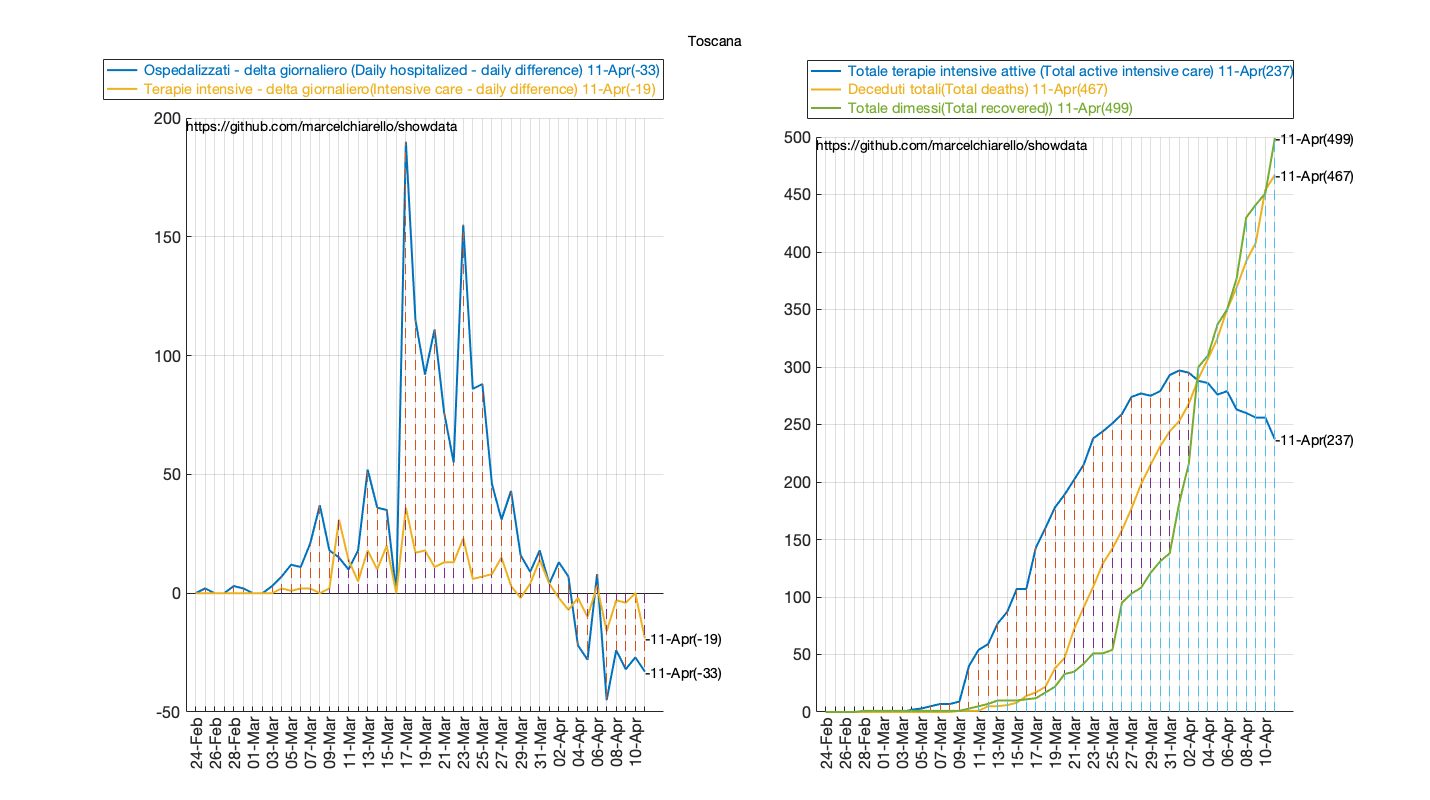 Toscana
Ospedalizzati - delta giornaliero (Daily hospitalized - daily difference) 11-Apr(-33)
Terapie intensive - delta giornaliero(Intensive care - daily difference) 11-Apr(-19)
https://github.com/marcelchiarello/showdata
200
150
100
50
0
-50
-11-Apr(-19)
-11-Apr(-33)
24-Feb
26-Feb
28-Feb
01-Mar
03-Mar
05-Mar
07-Mar
09-Mar
11-Mar
13-Mar
15-Mar
17-Mar
19-Mar
21-Mar
23-Mar
25-Mar
27-Mar
29-Mar
31-Mar
02-Apr
04-Apr
06-Apr
08-Apr
10-Apr
Totale terapie intensive attive (Total active intensive care) 11-Apr(237)
Deceduti totali(Total deaths) 11-Apr(467)
Totale dimessi(Total recovered)) 11-Apr(499)
https://github.com/marcelchiarello/showdata
500
450
400
350
300
250
200
150
100
50
0
-11-Apr(499)
-11-Apr(467)
-11-Apr(237)
24-Feb
26-Feb
28-Feb
01-Mar
03-Mar
05-Mar
07-Mar
09-Mar
11-Mar
13-Mar
15-Mar
17-Mar
19-Mar
21-Mar
23-Mar
25-Mar
27-Mar
29-Mar
31-Mar
02-Apr
04-Apr
06-Apr
08-Apr
10-Apr